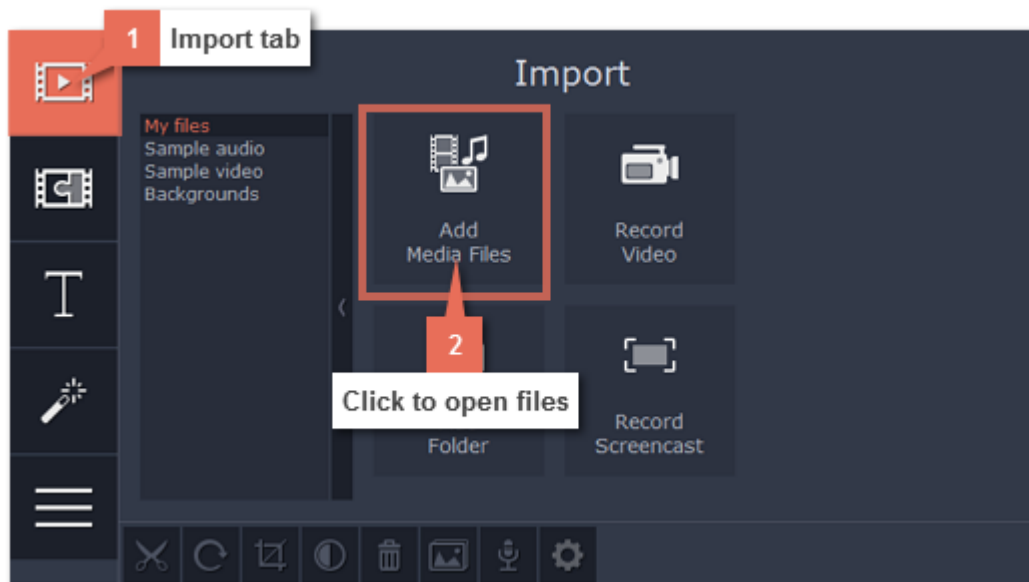 1 Import tab
Import
My files
Sample audio
Sample video
Backgrounds
Add
Media Files
Record
Video
2
Click to open files
Folder
Record
Screencast